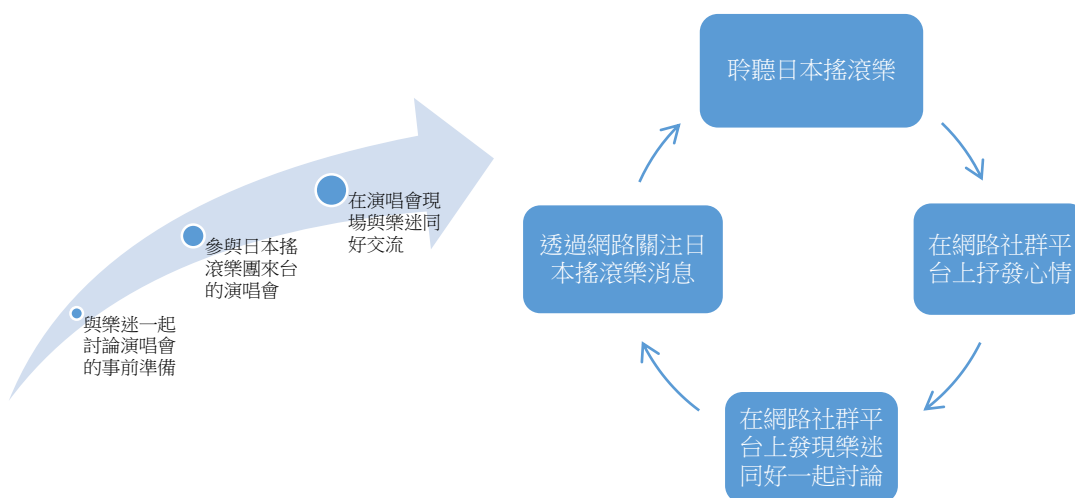 與樂迷一起
討論演唱會
的事前準備
參與日本搖
滾樂團來台
的演唱會
在演唱會現
場與樂迷同
好交流
聆聽日本搖滾樂
在網路社群平
台上抒發心情
在網路社群平
台上發現樂迷
同好一起討論
透過網路關注日
本搖滾樂消息